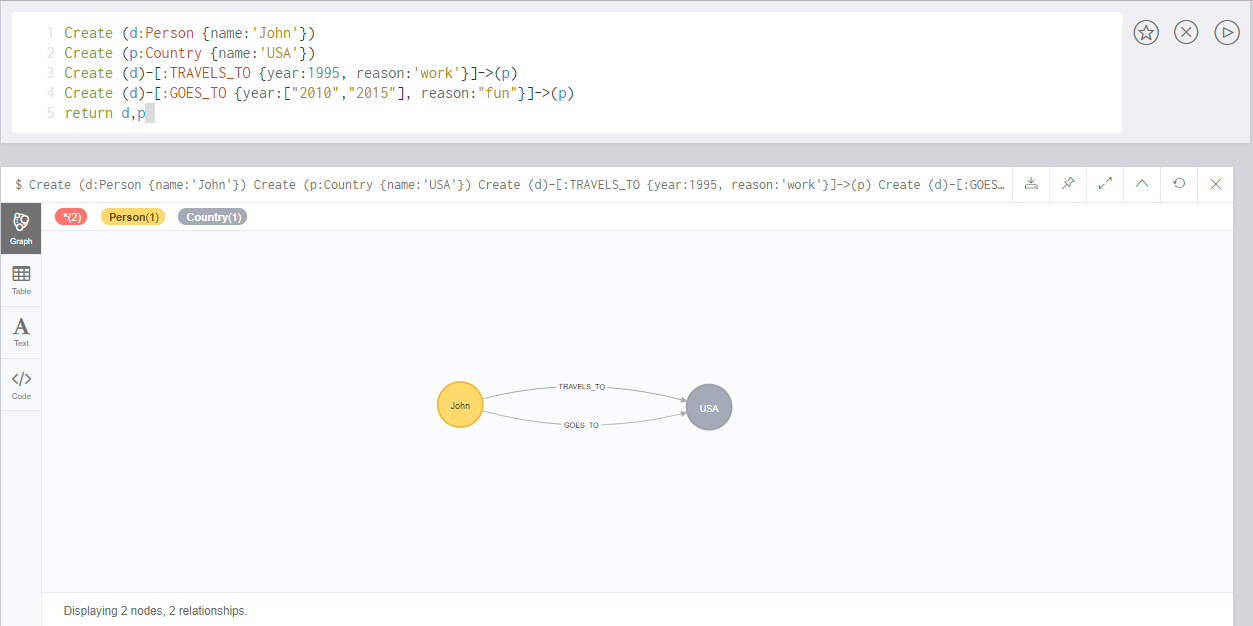 1 Create (d:Person {name:'John'})
2 Create (p:Country {name:'USA'})
3 Create (d)-[:TRAVELS_TO {year:1995, reason:'work'}]->(p)
4 Create (d)-[:GOES_TO {year:["2010","2015"], reason:"fun"}]->(p)
5 return d,p
$ Create (d:Person {name:'John'}) Create (p:Country {name:'USA'}) Create (d)-[:TRAVELS_TO {year:1995, reason:'work'}]->(p) Create (d)-[:GOES…
*(2) Person(1) Country(1)
Graph
Table
A
Text
</>
Code
TRAVELS_TO
John
USA
GOES_TO
Displaying 2 nodes, 2 relationships.